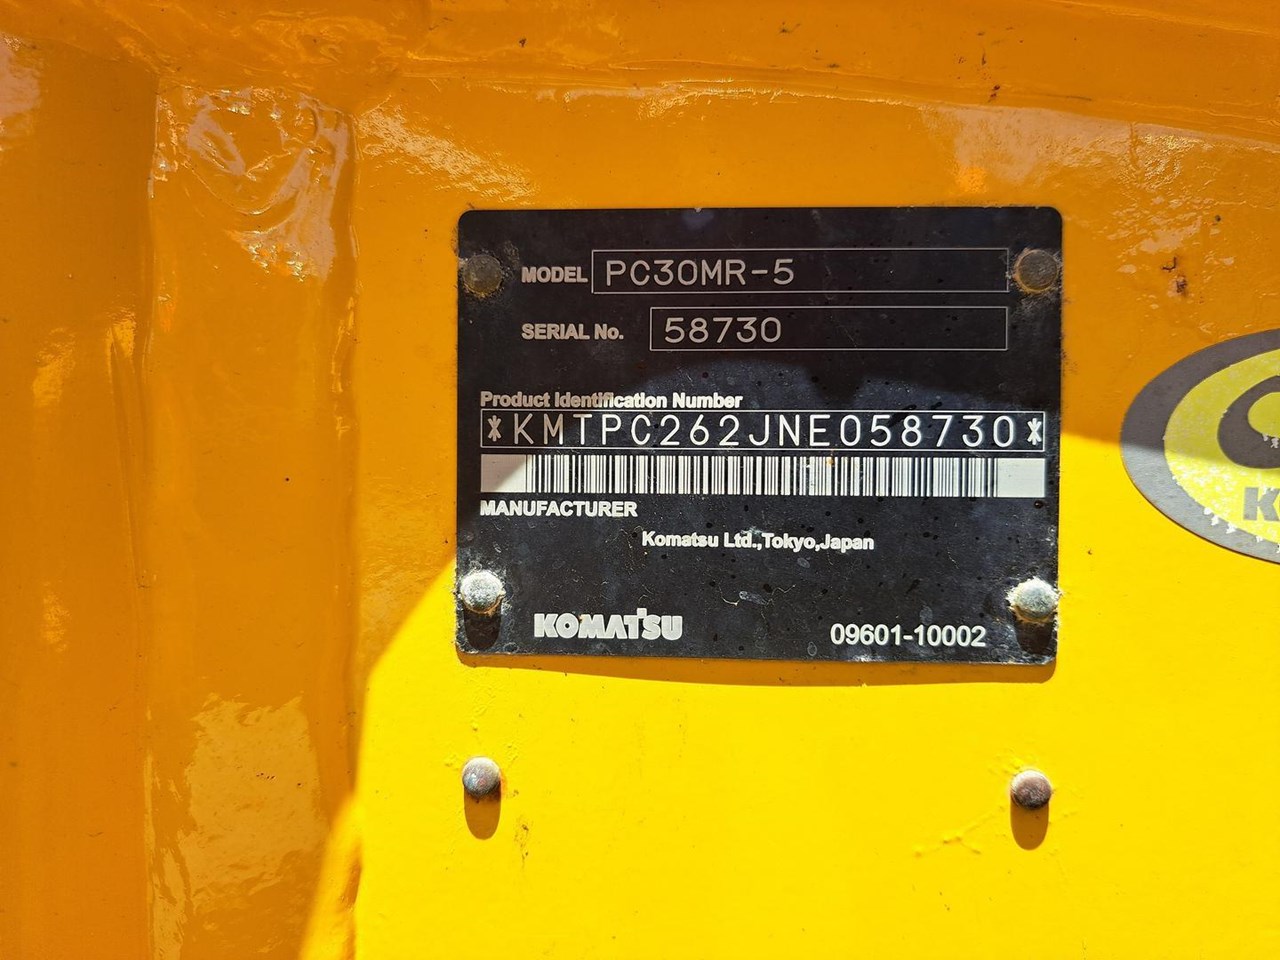 MODEL PC30MR-5
SERIAL No. 58730
Product Identification Number
*KMTPC262JNE058730*
MANUFACTURER
Komatsu Ltd.,Tokyo,Japan
KOMATSU 09601-10002